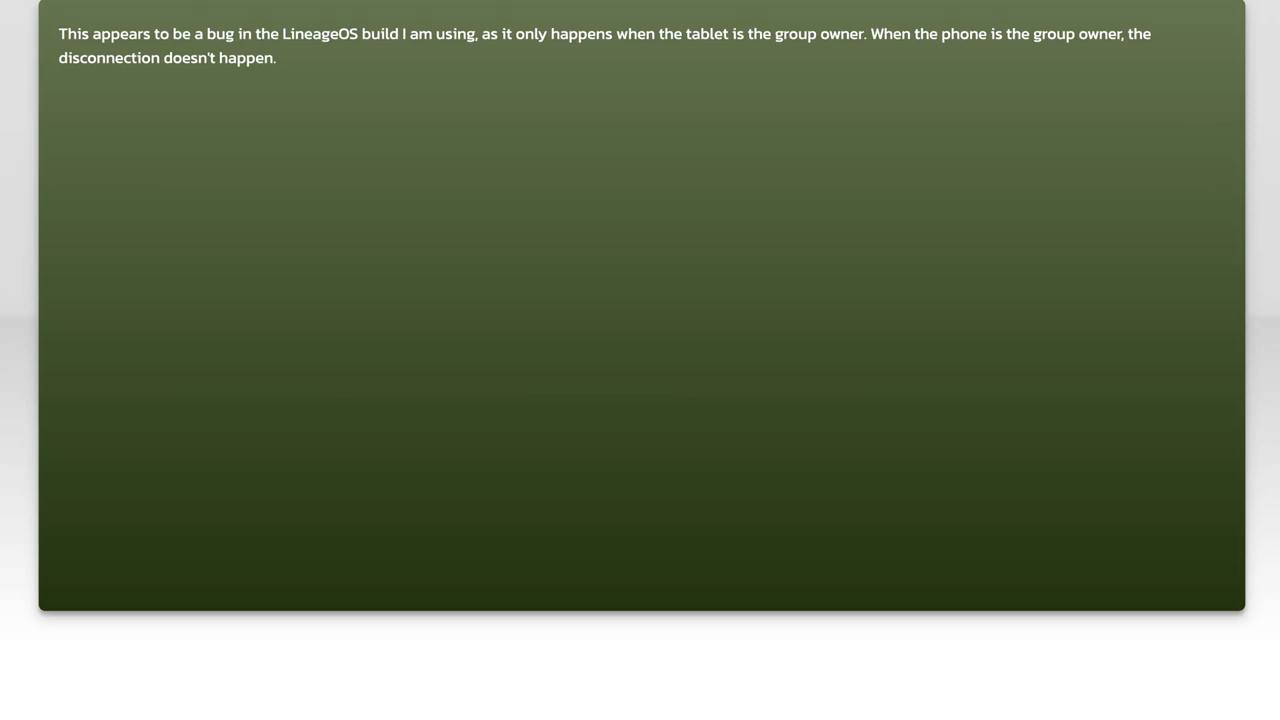 This appears to be a bug in the LineageOS build I am using, as it only happens when the tablet is the group owner. When the phone is the group owner, the
disconnection doesn't happen.